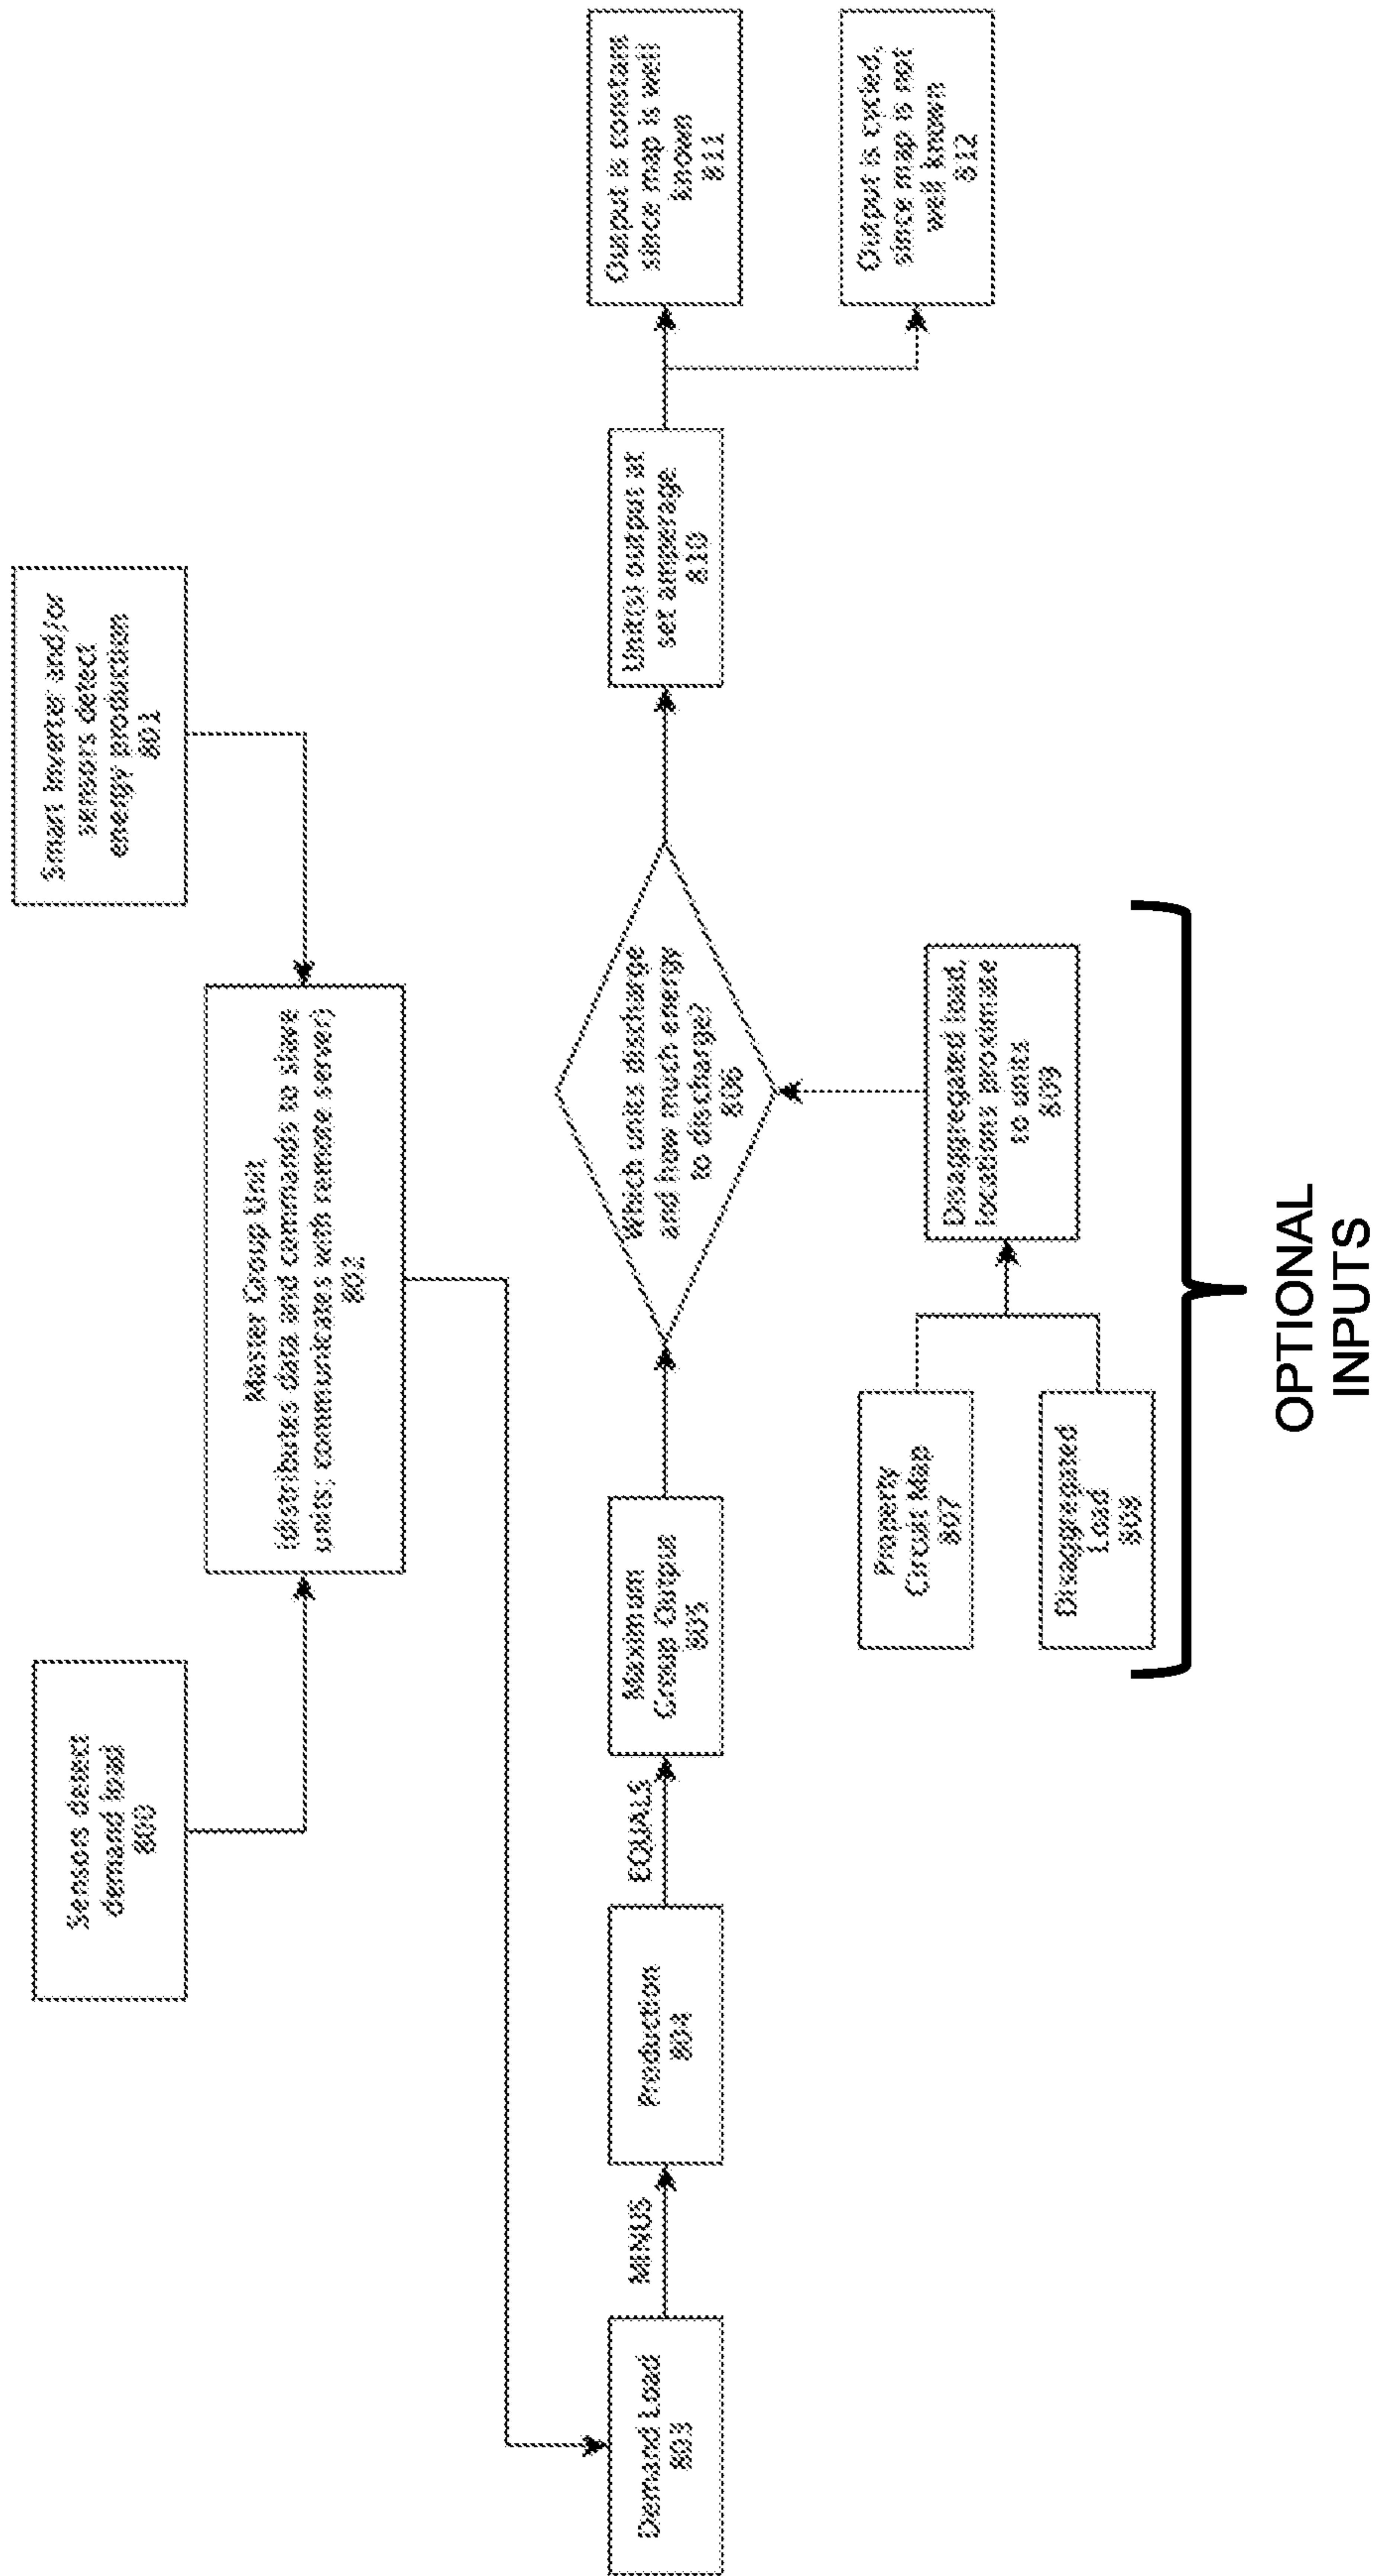 Sensors detect
demand load
800
Smart Inverter and/or
sensors detect
energy production
801
Master Group Unit
(distributes data and commands to slave
units; communicates with remote server)
802
Demand Load
803
MINUS
Production
804
EQUALS
Maximum
Group Output
805
Which units discharge
and how much energy
to discharge?
806
Property
Circuit Map
807
Disaggregated
Load
808
Disaggregated load,
locations proximate
to units
809
Unit(s) output at
set amperage
810
Output is constant
since map is well
known
811
Output is cycled,
since map is not
well known
812
OPTIONAL
INPUTS